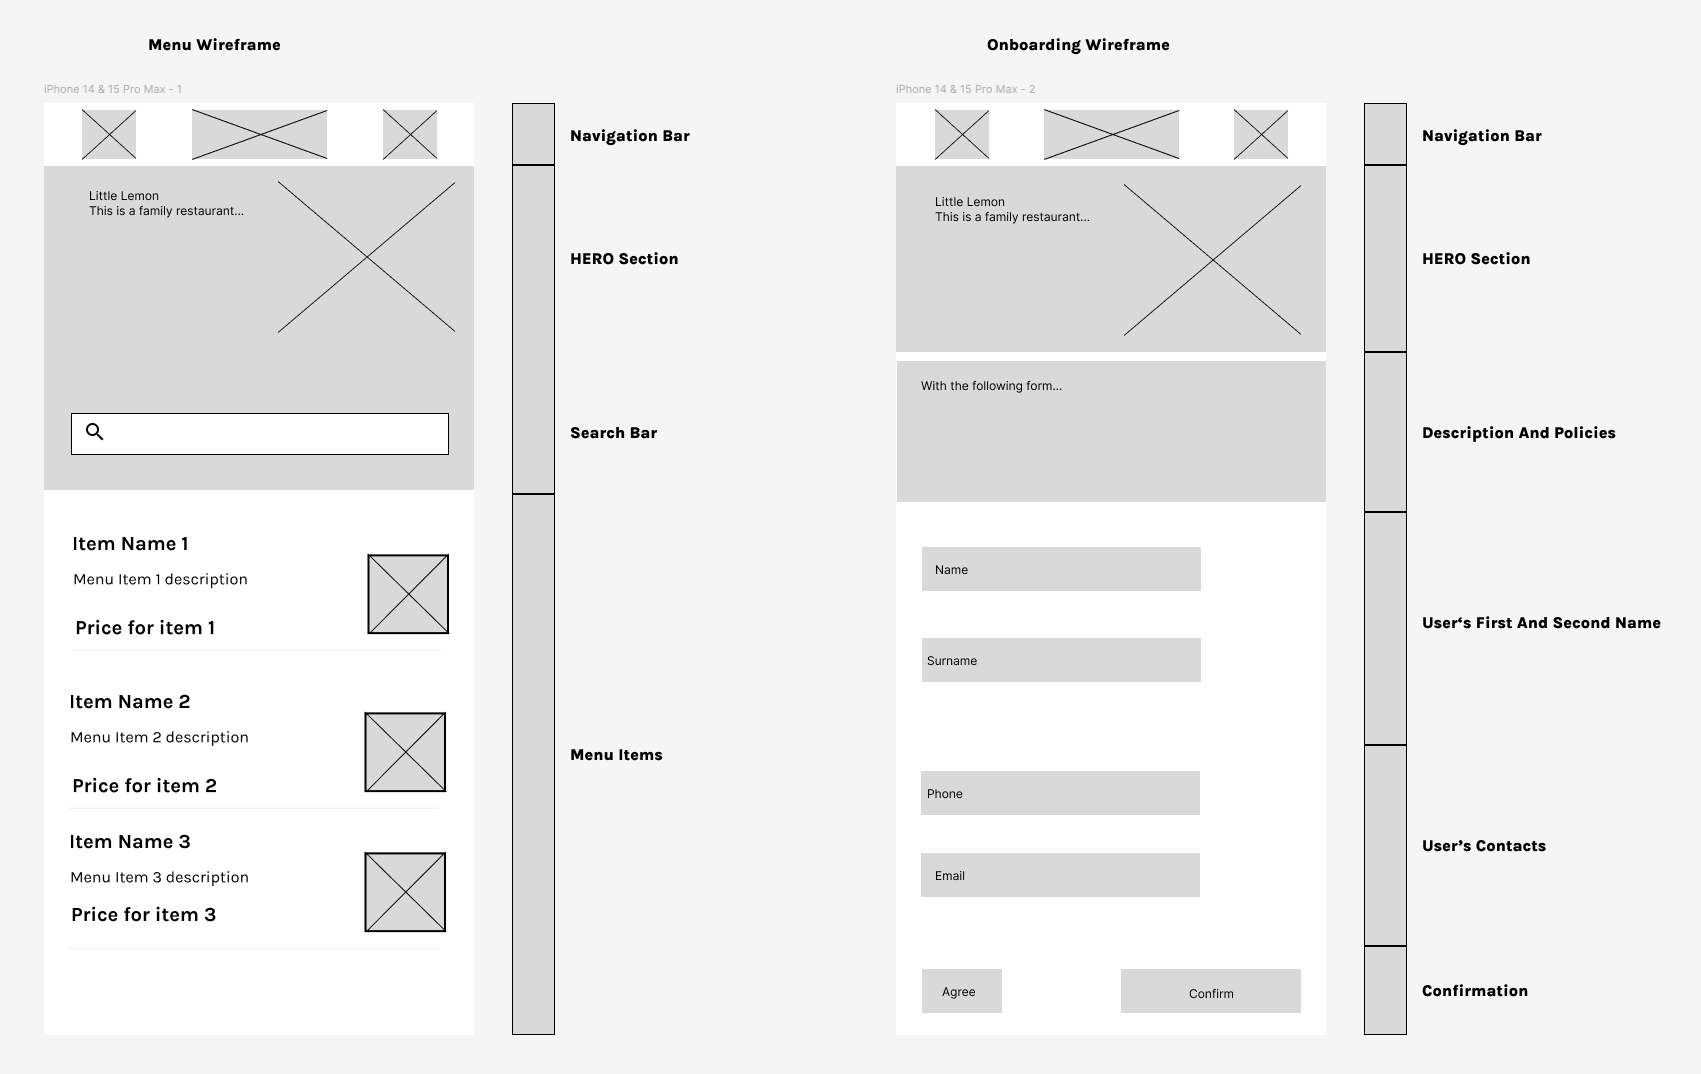 Menu Wireframe
iPhone 14 & 15 Pro Max - 1
Little Lemon
This is a family restaurant...
Item Name 1
Menu Item 1 description
Price for item 1
Item Name 2
Menu Item 2 description
Price for item 2
Item Name 3
Menu Item 3 description
Price for item 3
Navigation Bar
HERO Section
Search Bar
Menu Items
Onboarding Wireframe
iPhone 14 & 15 Pro Max - 2
Little Lemon
This is a family restaurant...
With the following form...
Name
Surname
Phone
Email
Agree
Confirm
Navigation Bar
HERO Section
Description And Policies
User‘s First And Second Name
User’s Contacts
Confirmation